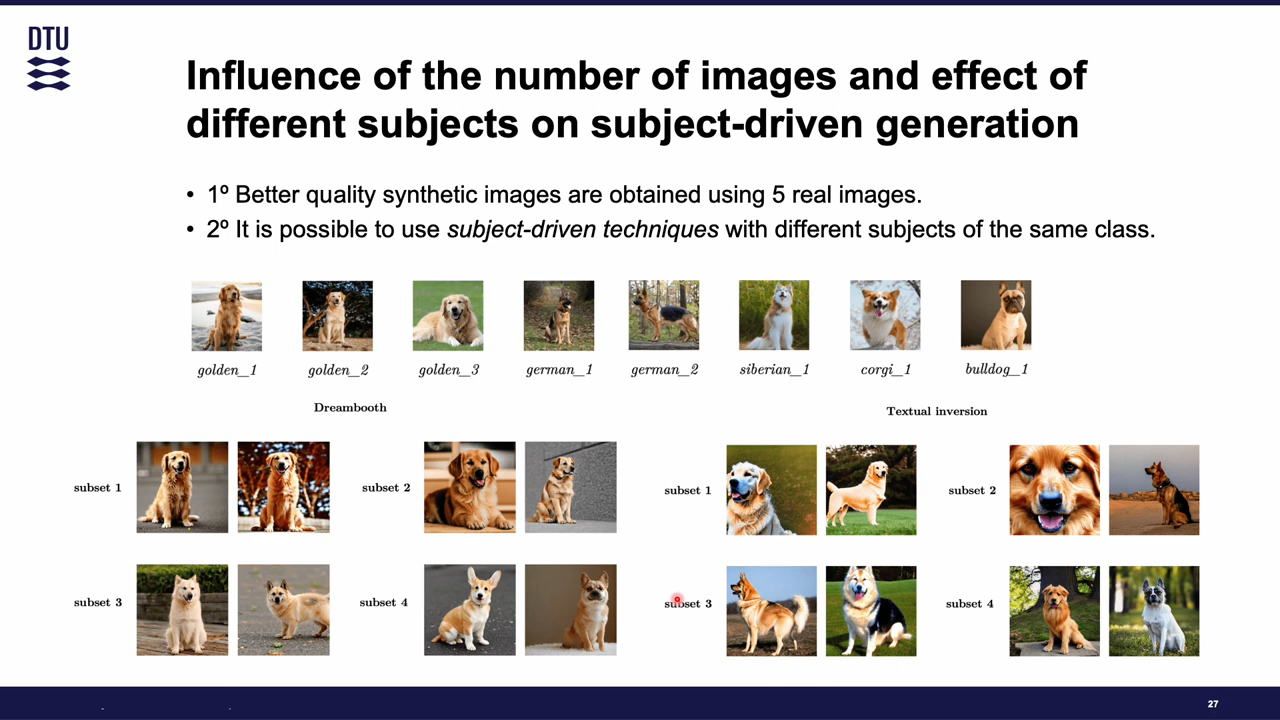 DTU
Influence of the number of images and effect of
different subjects on subject-driven generation
• 1º Better quality synthetic images are obtained using 5 real images.
• 2º It is possible to use subject-driven techniques with different subjects of the same class.
golden_1 golden_2 golden_3 german_1 german_2 siberian_1 corgi_1 bulldog_1
Dreambooth
Textual inversion
subset 1 subset 2
subset 3 subset 4
subset 1 subset 2
subset 3 subset 4
27